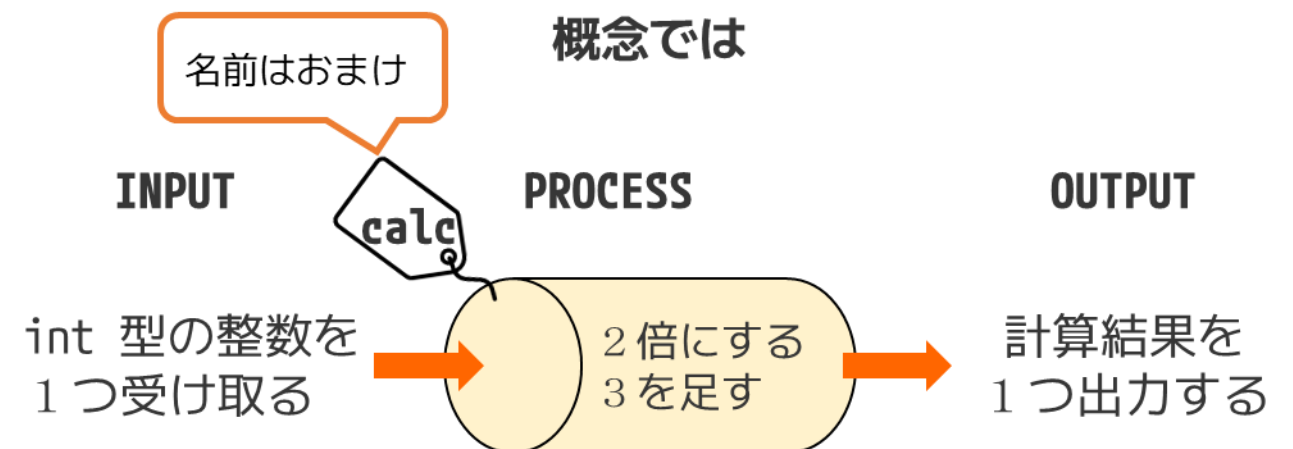 概念では
名前はおまけ
INPUT
calc
PROCESS
OUTPUT
int 型の整数を
１つ受け取る
２倍にする
３を足す
計算結果を
１つ出力する